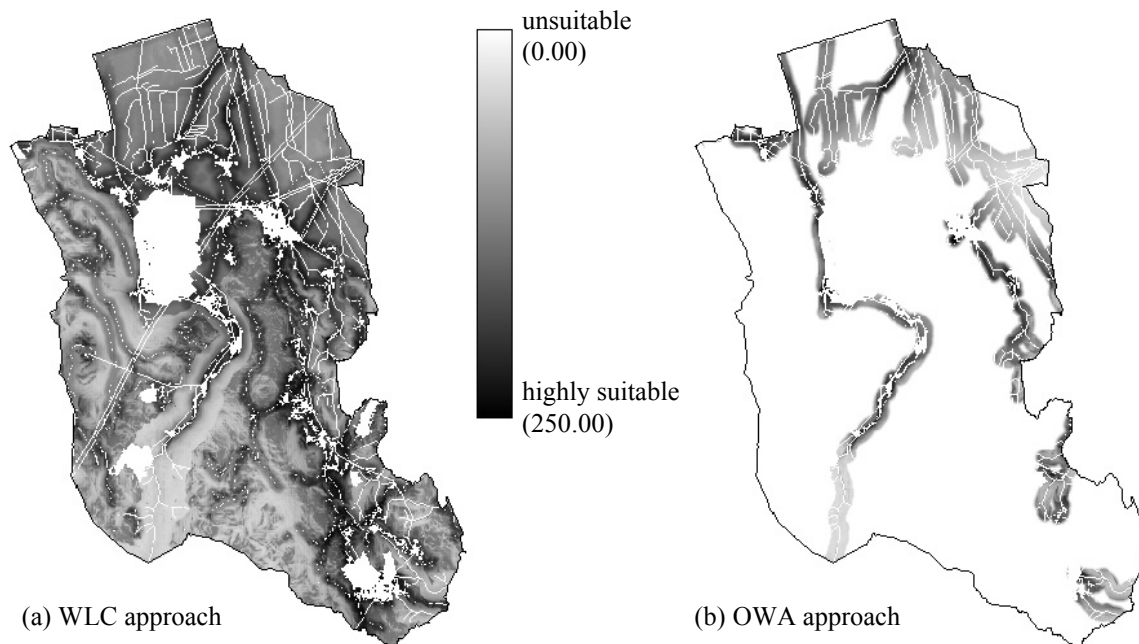 unsuitable
(0.00)
highly suitable
(250.00)
(a) WLC approach
(b) OWA approach